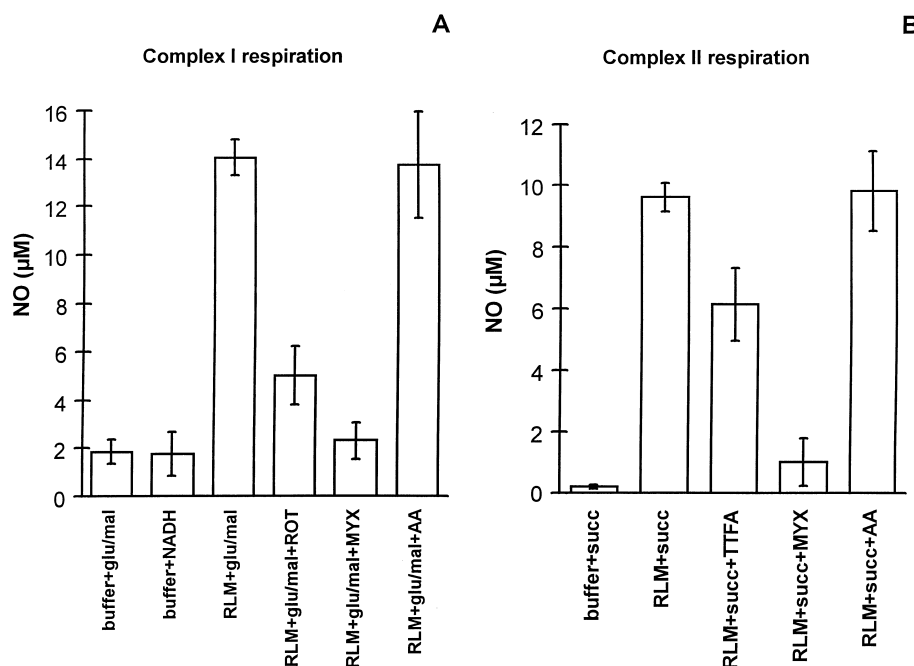 A
Complex I respiration
NO (µM)
16
14
12
10
8
6
4
2
0
buffer+glu/mal
buffer+NADH
RLM+glu/mal
RLM+glu/mal+ROT
RLM+glu/mal+MYX
RLM+glu/mal+AA
B
Complex II respiration
NO (µM)
12
10
8
6
4
2
0
buffer+succ
RLM+succ
RLM+succ+TTFA
RLM+succ+MYX
RLM+succ+AA